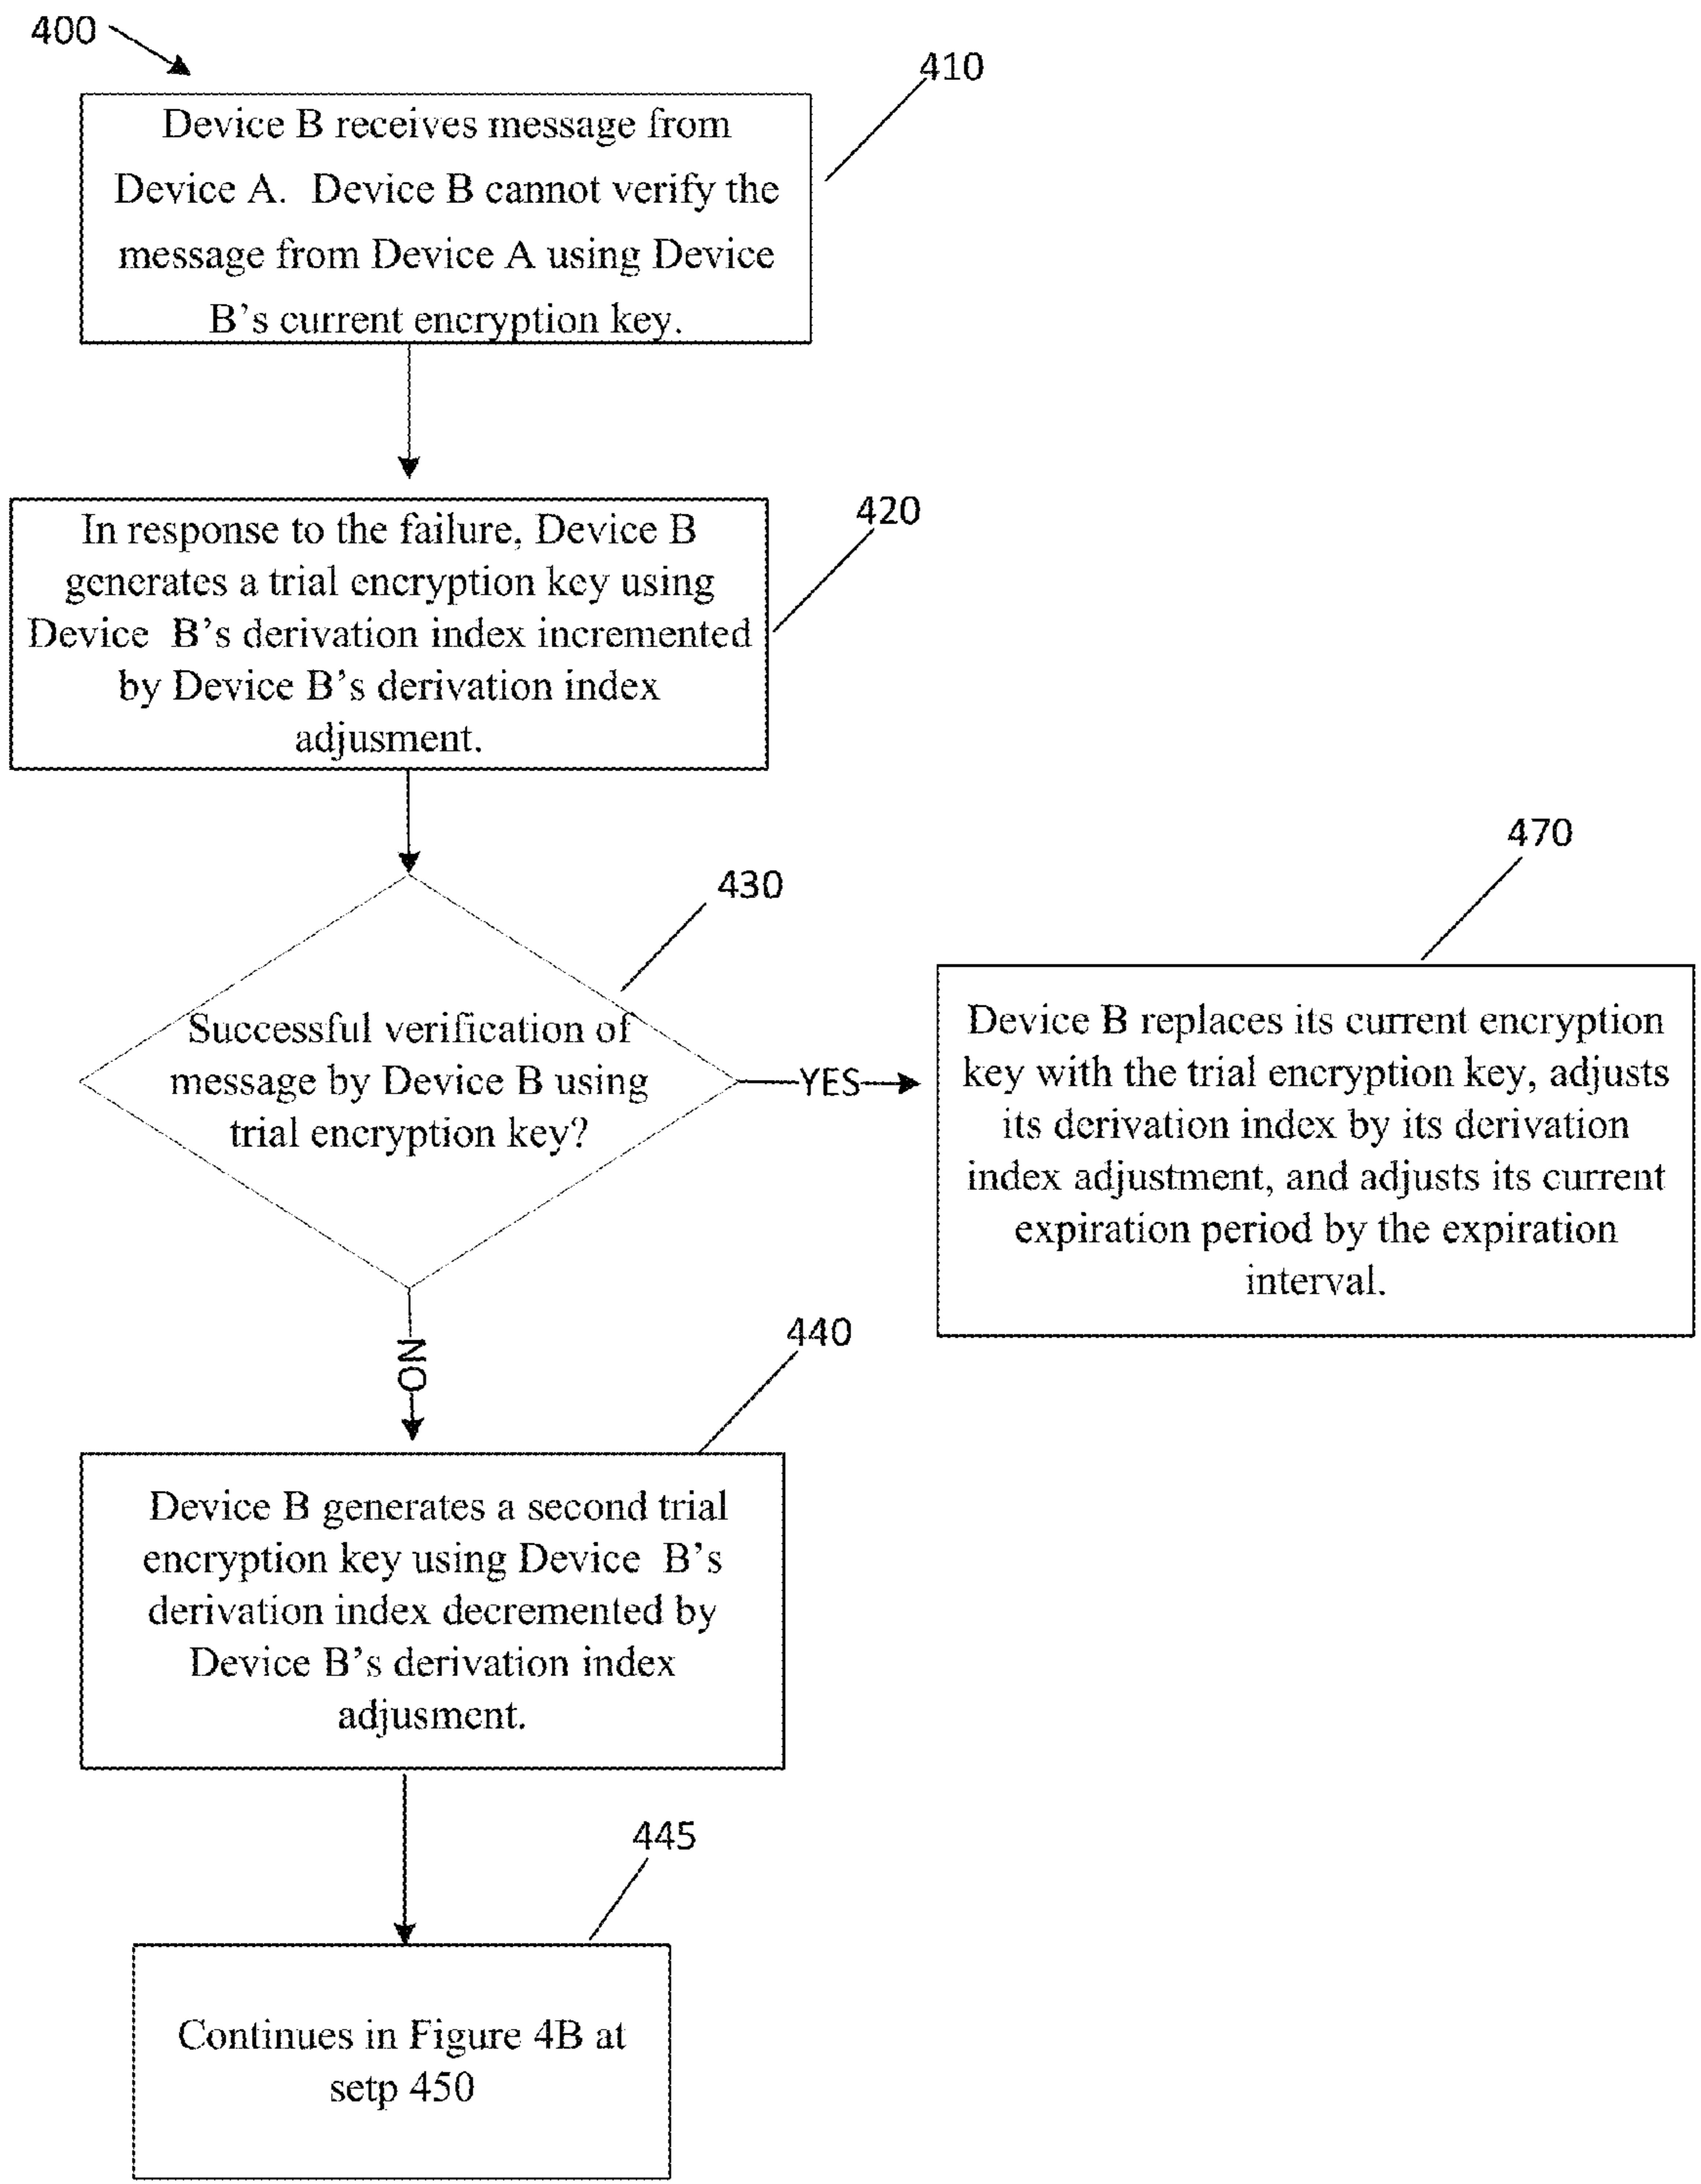 400
410
Device B receives message from
Device A.  Device B cannot verify the
message from Device A using Device
B’s current encryption key.
420
In response to the failure, Device B
generates a trial encryption key using
Device  B’s derivation index incremented
by Device B’s derivation index
adjusment.
430
Successful verification of
message by Device B using
trial encryption key?
YES
470
Device B replaces its current encryption
key with the trial encryption key, adjusts
its derivation index by its derivation
index adjustment, and adjusts its current
expiration period by the expiration
interval.
NO
440
Device B generates a second trial
encryption key using Device  B’s
derivation index decremented by
Device B’s derivation index
adjusment.
445
Continues in Figure 4B at
setp 450